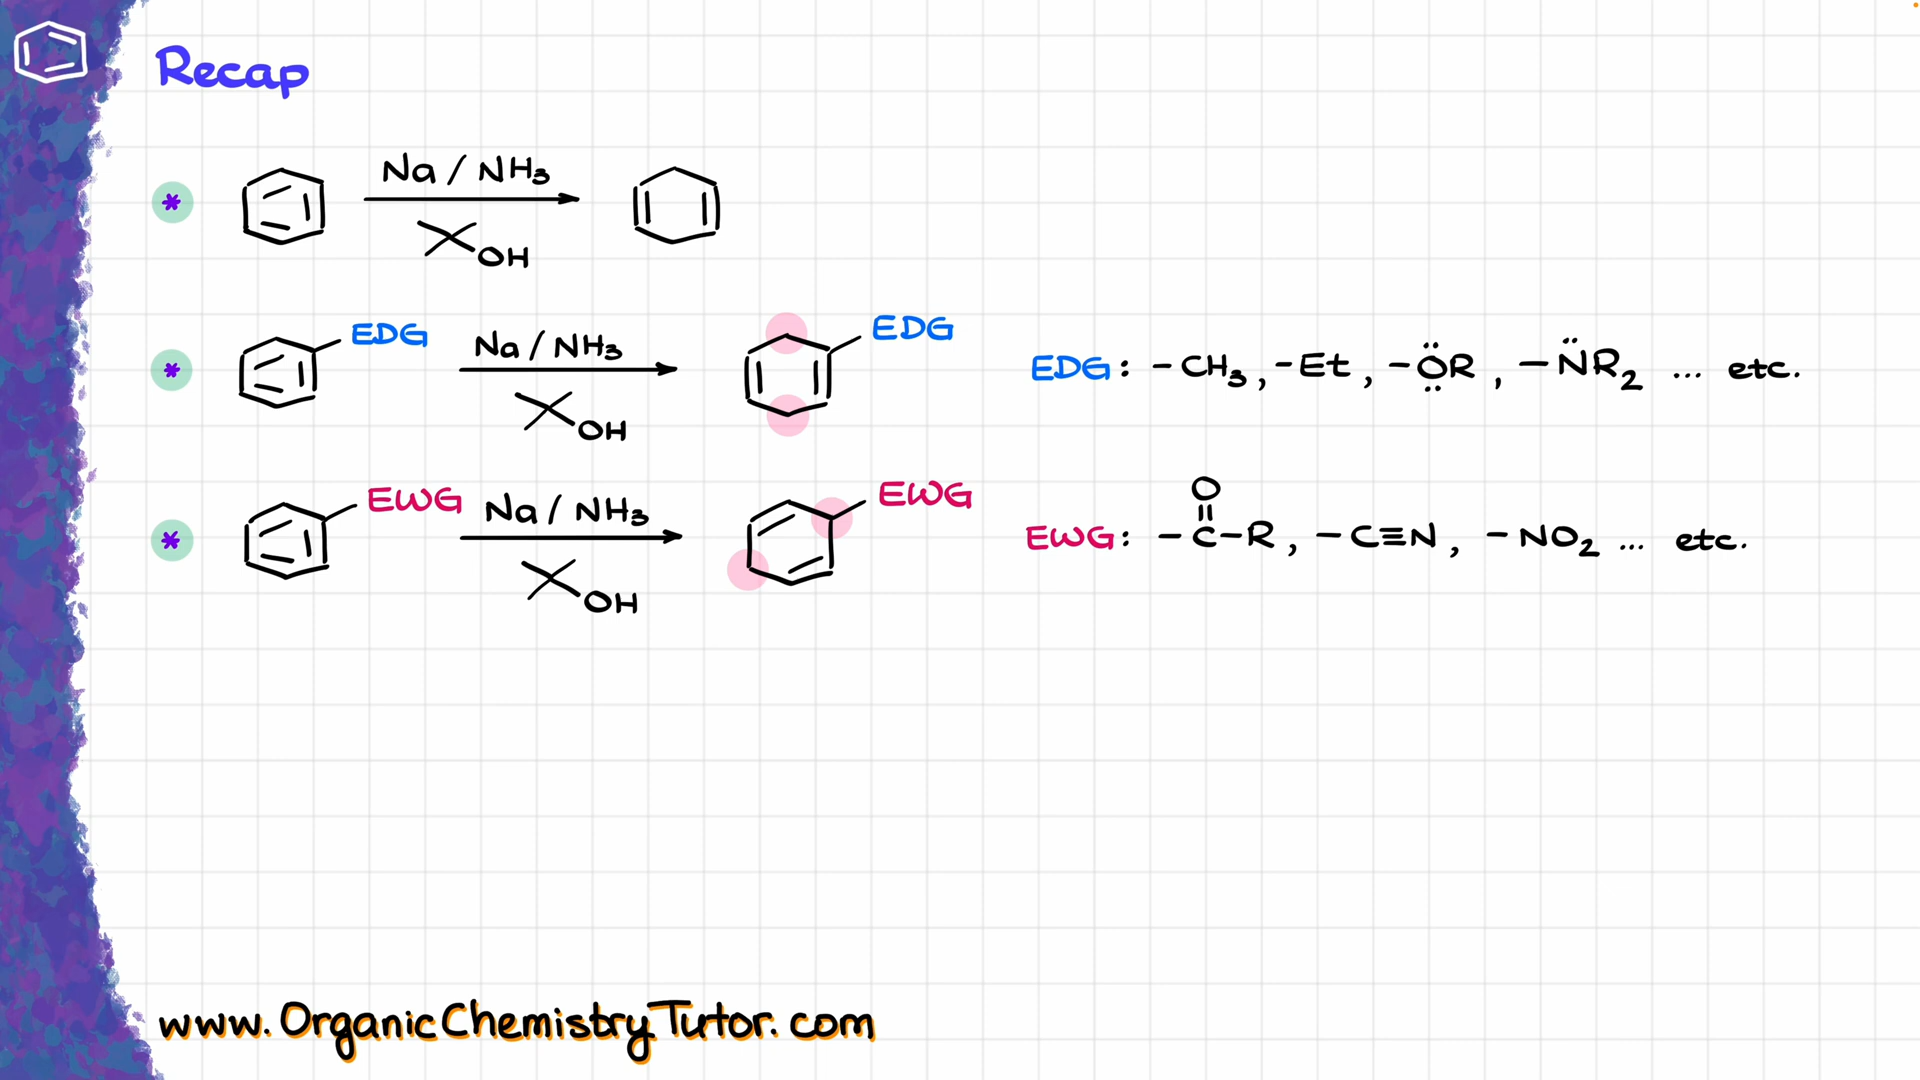 Recap
* Na / NH₃
OH
* EDG Na / NH₃ EDG EDG: -CH₃, -Et, -ÖR, -N̈R₂ ... etc.
OH
* EWG Na / NH₃ EWG EWG: -C-R, -C≡N, -NO₂ ... etc.
O
OH
www.OrganicChemistryTutor.com